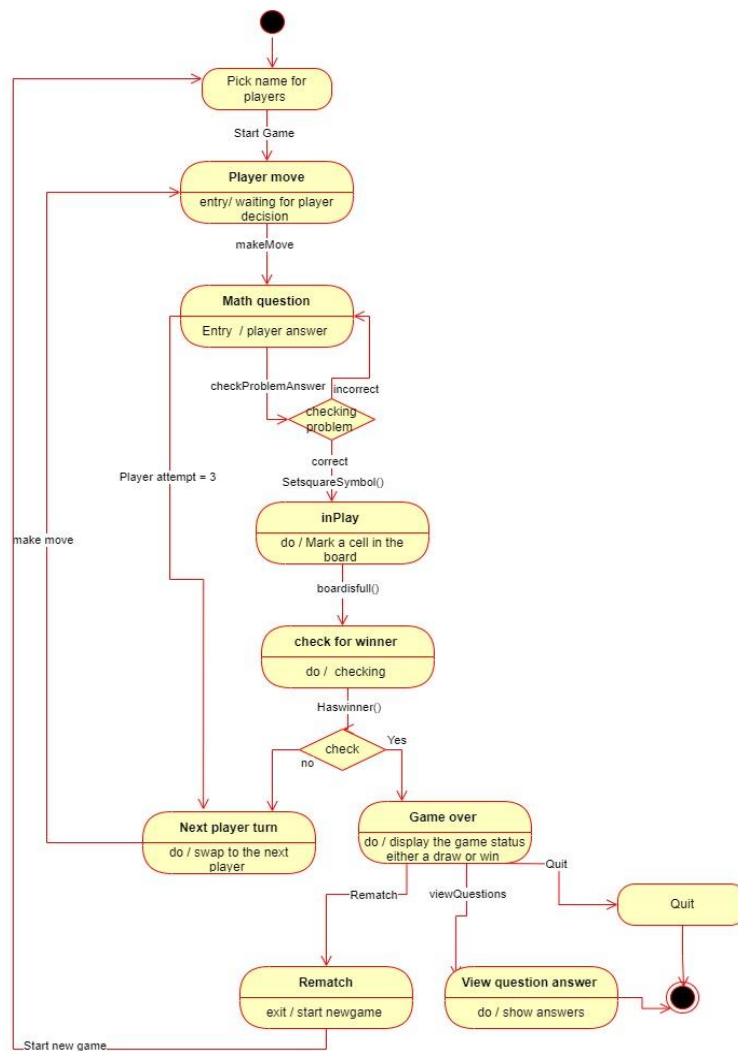 Pick name for
players
Start Game
Player move
entry/ waiting for player
decision
makeMove
Math question
Entry / player answer
checkProblemAnswer
incorrect
checking
problem
correct
Player attempt = 3
SetsquareSymbol()
inPlay
do / Mark a cell in the
board
make move
boardisfull()
check for winner
do / checking
Haswinner()
check
Yes
no
Next player turn
do / swap to the next
player
Game over
do / display the game status
either a draw or win
Quit
Rematch
viewQuestions
Quit
Rematch
exit / start newgame
View question answer
do / show answers
Start new game